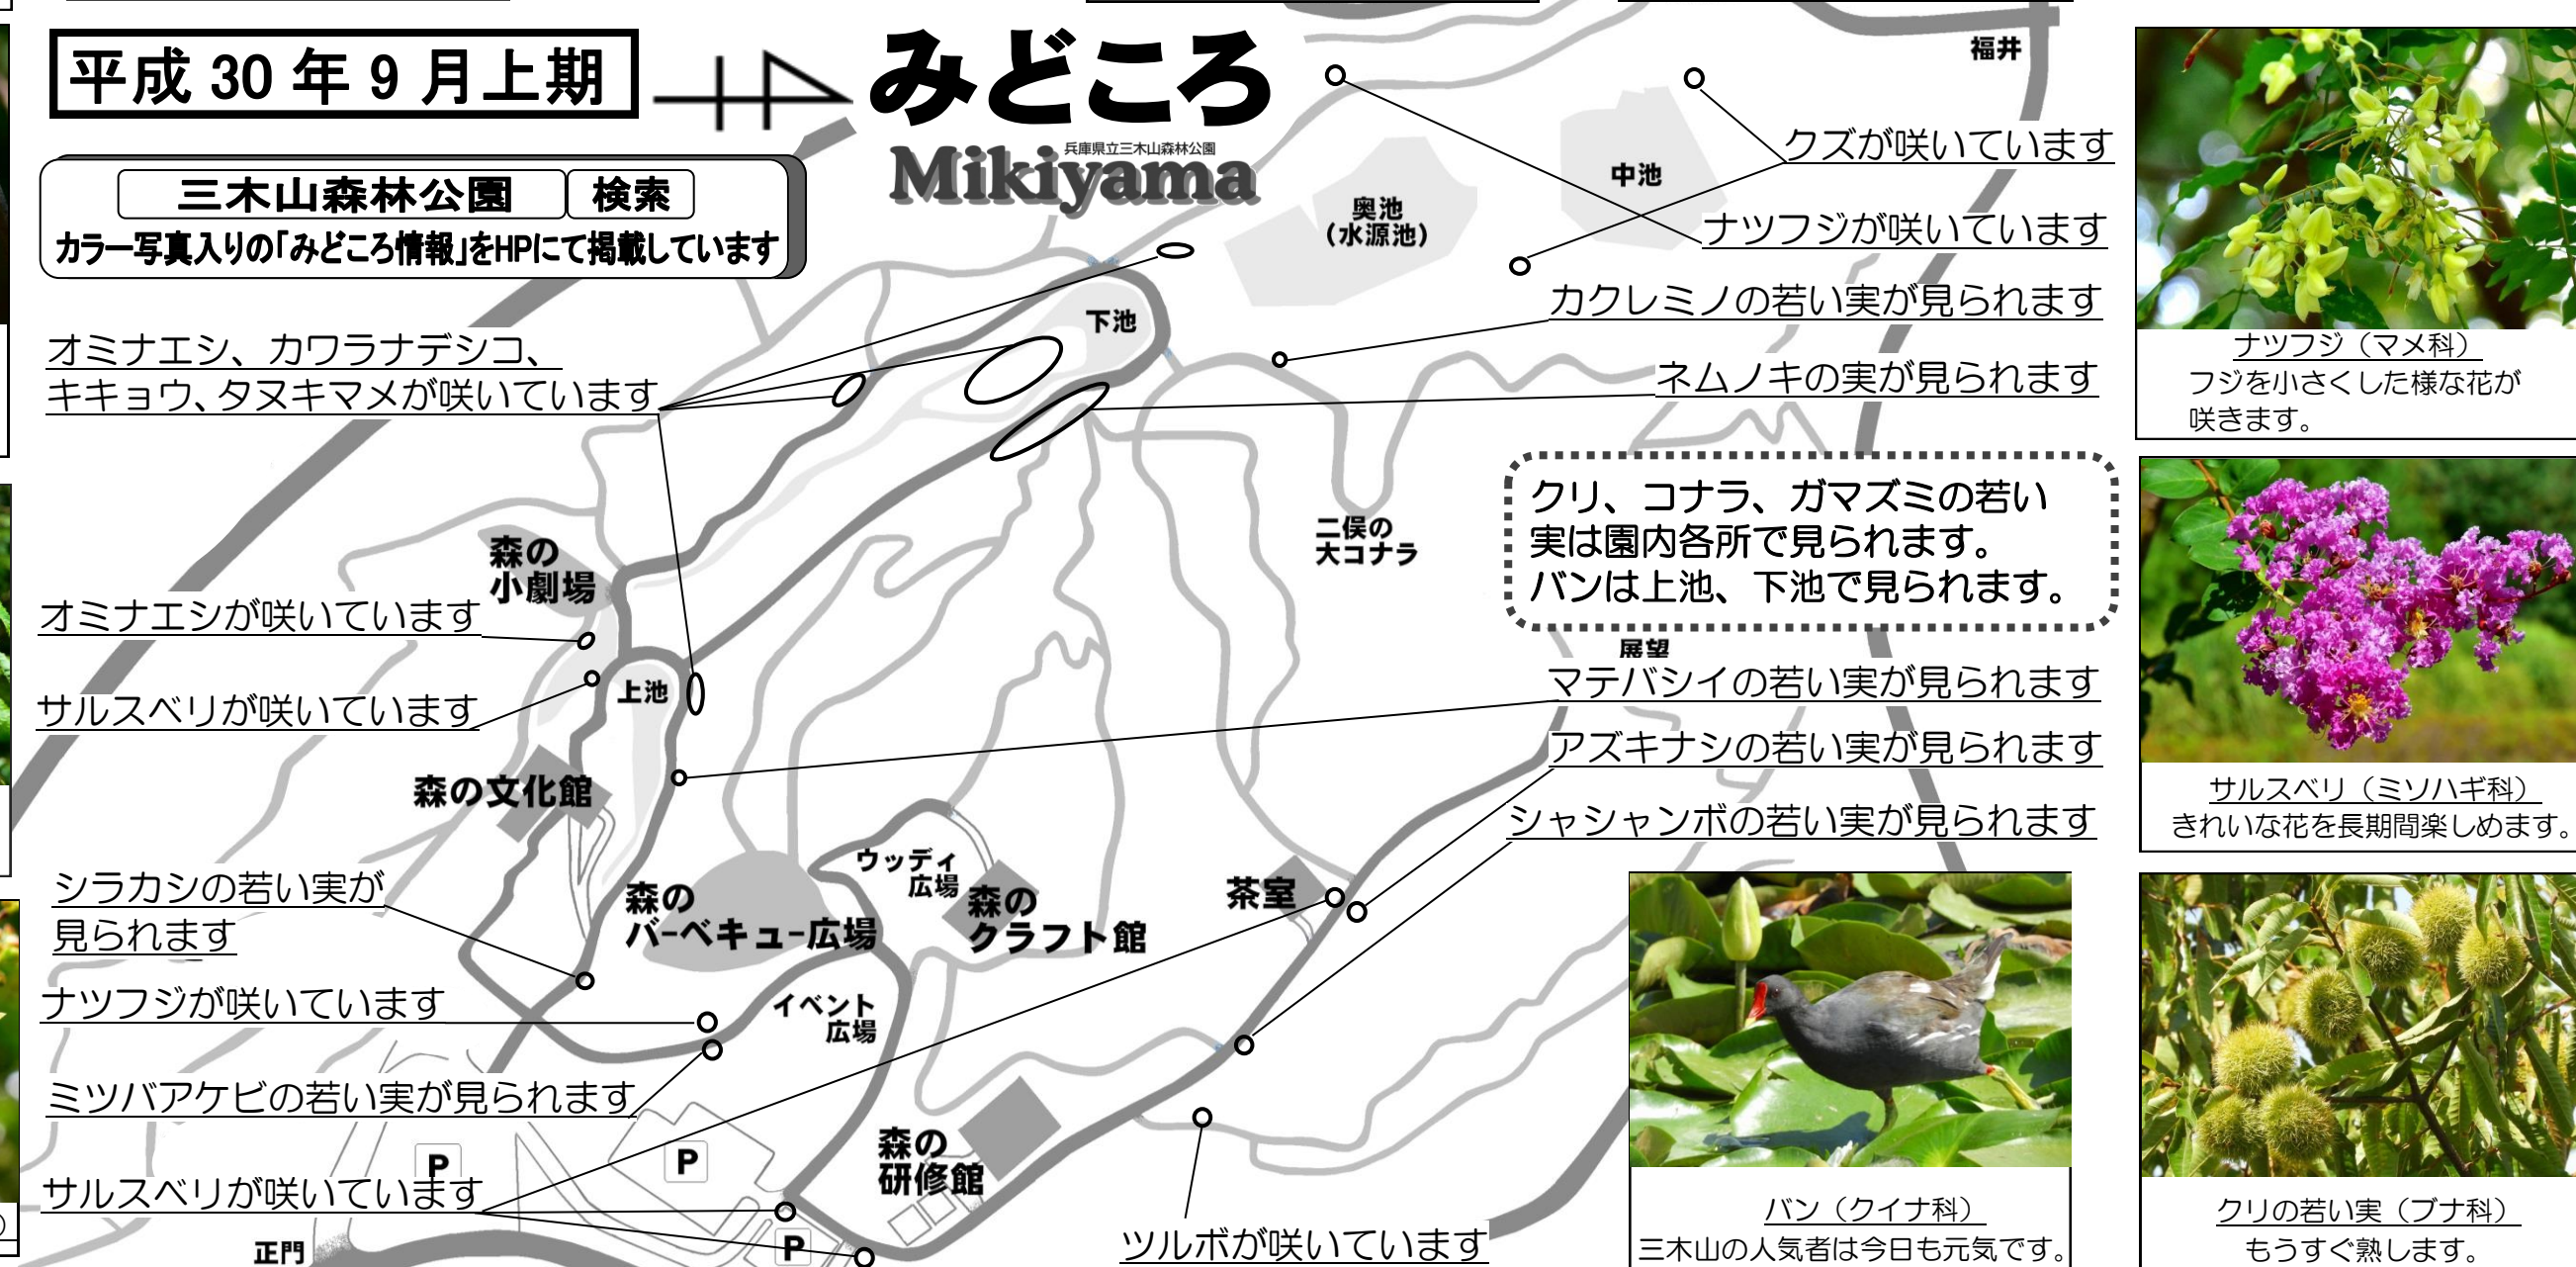 平成 30 年 9 月上期
みどころ
兵庫県立三木山森林公園
Mikiyama
三木山森林公園 検索
カラー写真入りの「みどころ情報」をHPにて掲載しています
福井
中池
奥池
（水源池）
下池
クズが咲いています
ナツフジが咲いています
カクレミノの若い実が見られます
ネムノキの実が見られます
オミナエシ、カワラナデシコ、
キキョウ、タヌキマメが咲いています
クリ、コナラ、ガマズミの若い
実は園内各所で見られます。
バンは上池、下池で見られます。
二俣の
大コナラ
展望
森の
小劇場
オミナエシが咲いています
サルスベリが咲いています
上池
マテバシイの若い実が見られます
アズキナシの若い実が見られます
シャシャンボの若い実が見られます
森の文化館
シラカシの若い実が
見られます
森の
バーベキュー広場
ウッディ
広場
森の
クラフト館
茶室
ナツフジが咲いています
イベント
広場
ミツバアケビの若い実が見られます
P
P
P
サルスベリが咲いています
正門
森の
研修館
ツルボが咲いています
ナツフジ（マメ科）
フジを小さくした様な花が
咲きます。
サルスベリ（ミソハギ科）
きれいな花を長期間楽しめます。
バン（クイナ科）
三木山の人気者は今日も元気です。
クリの若い実（ブナ科）
もうすぐ熟します。